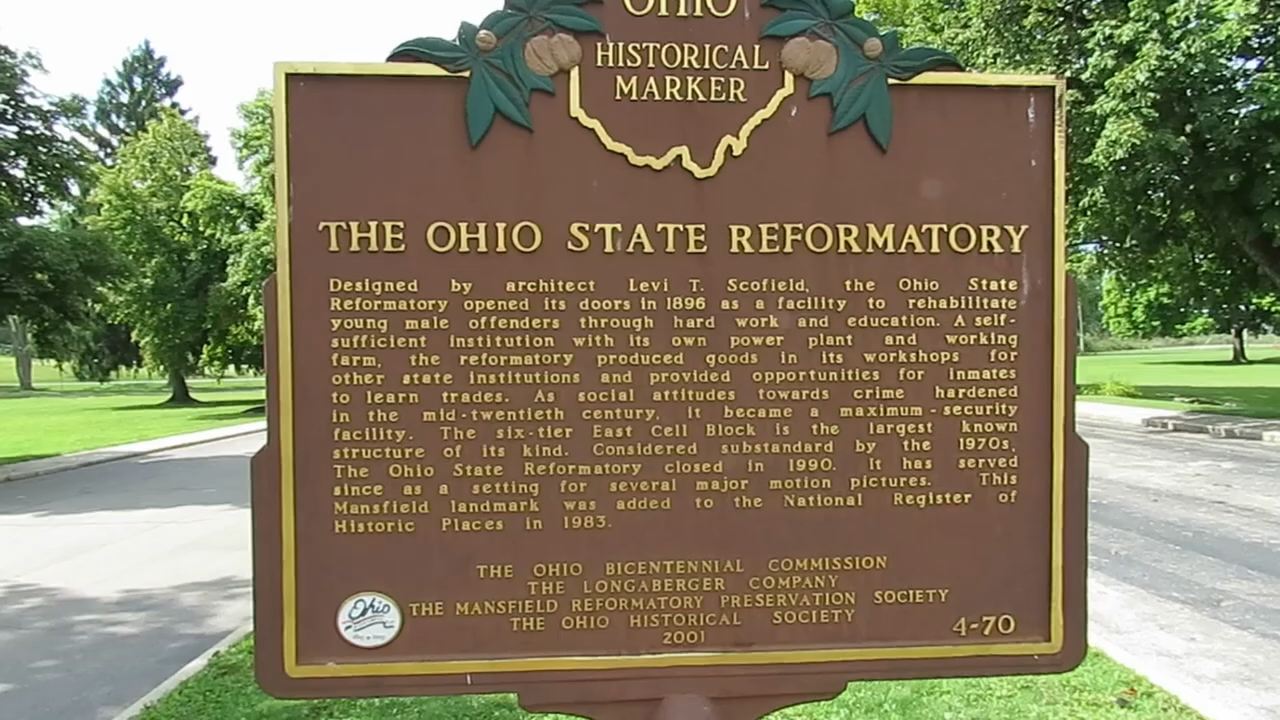 OHIO
HISTORICAL
MARKER
THE OHIO STATE REFORMATORY
Designed by architect Levi T. Scofield, the Ohio State
Reformatory opened its doors in 1896 as a facility to rehabilitate
young male offenders through hard work and education. A self-
sufficient institution with its own power plant and working
farm, the reformatory produced goods in its workshops for
other state institutions and provided opportunities for inmates
to learn trades. As social attitudes towards crime hardened
in the mid-twentieth century, it became a maximum-security
facility. The six-tier East Cell Block is the largest known
structure of its kind. Considered substandard by the 1970s,
The Ohio State Reformatory closed in 1990. It has served
since as a setting for several major motion pictures. This
Mansfield landmark was added to the National Register of
Historic Places in 1983.
THE OHIO BICENTENNIAL COMMISSION
THE LONGABERGER COMPANY
THE MANSFIELD REFORMATORY PRESERVATION SOCIETY
THE OHIO HISTORICAL SOCIETY
2001
4-70
Ohio